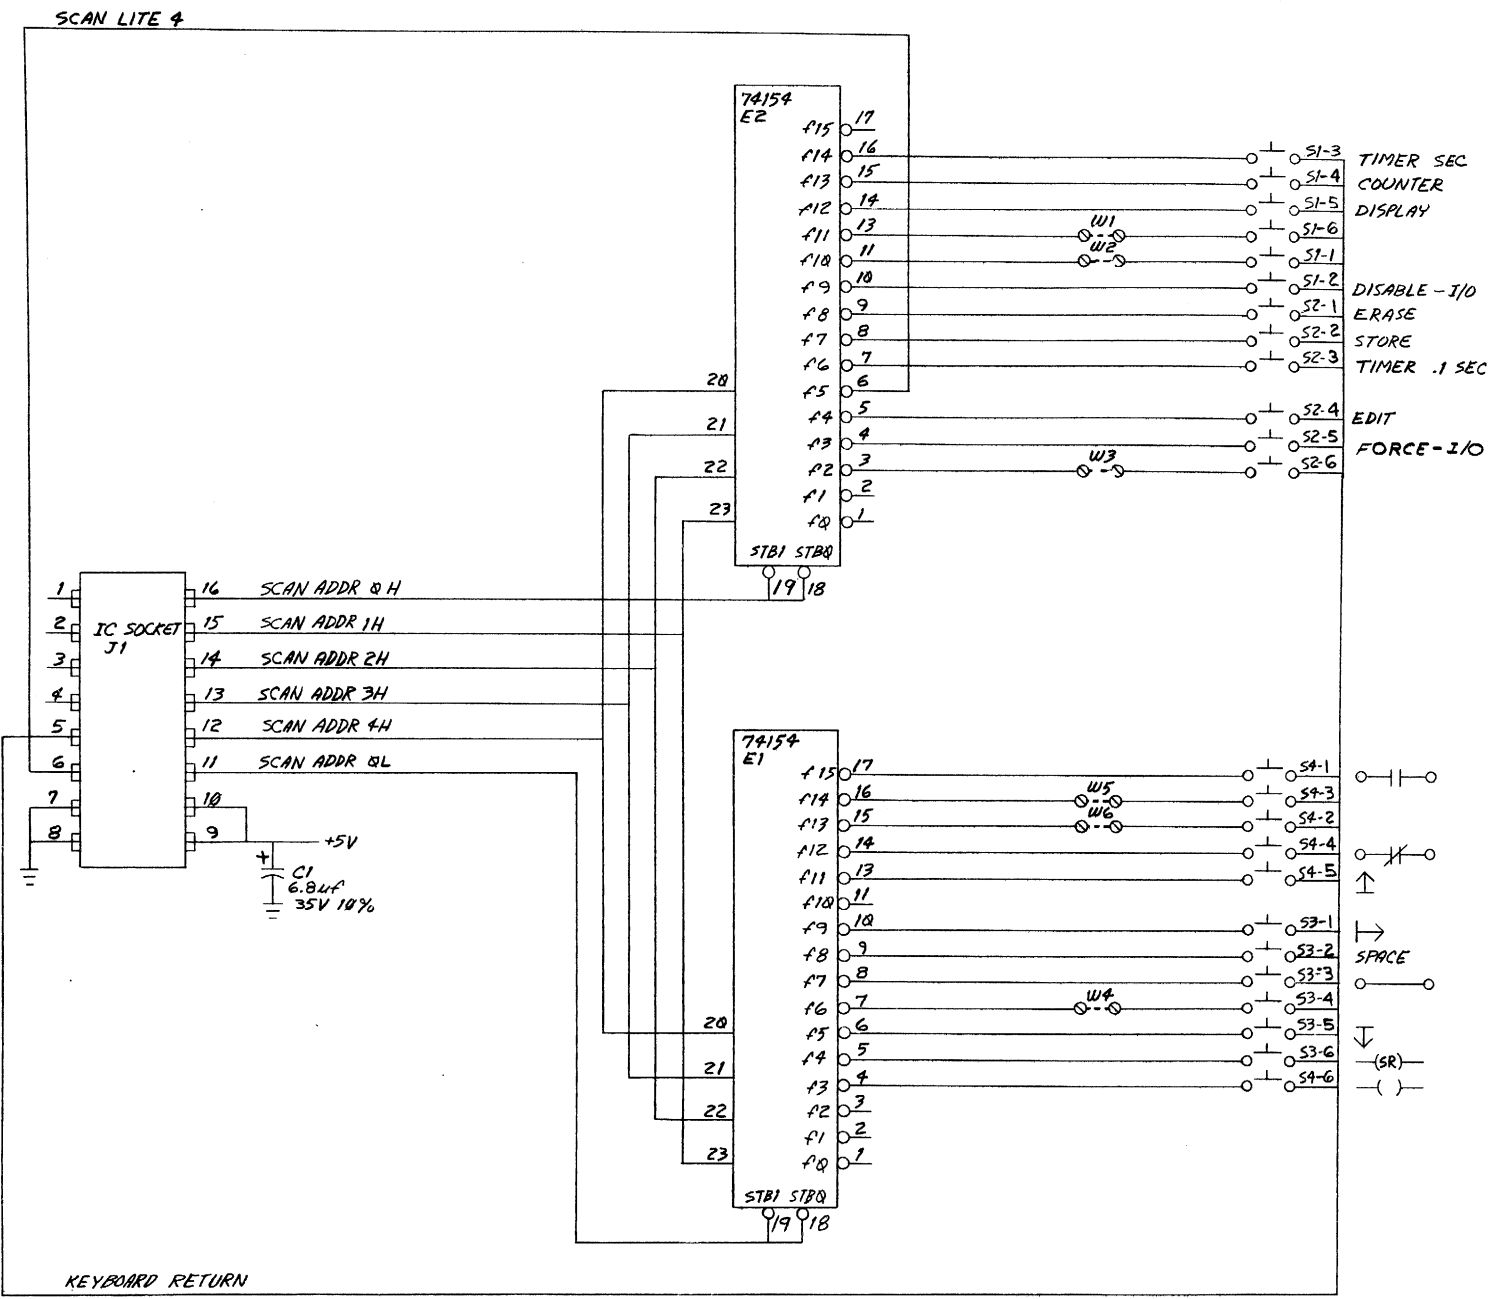 SCAN LITE 4
74154
E2
f15 17
f14 16 S1-3 TIMER SEC
f13 15 S1-4 COUNTER
f12 14 S1-5 DISPLAY
f11 13 W1 S1-6
f10 11 W2 S1-1
f9 10 S1-2 DISABLE-I/O
f8 9 S2-1 ERASE
f7 8 S2-2 STORE
f6 7 S2-3 TIMER .1 SEC
20 f5 6
f4 5 S2-4 EDIT
21 f3 4 S2-5 FORCE-I/O
22 f2 3 W3 S2-6
f1 2
23 f0 1
STB1 STB0
19 18
IC SOCKET
J1
1 16 SCAN ADDR 0H
2 15 SCAN ADDR 1H
3 14 SCAN ADDR 2H
4 13 SCAN ADDR 3H
5 12 SCAN ADDR 4H
6 11 SCAN ADDR 0L
7 10
8 9 +5V
+
C1
6.8uf
35V 10%
74154
E1
f15 17 S4-1
f14 16 W5 S4-3
f13 15 W6 S4-2
f12 14 S4-4
f11 13 S4-5
f10 11
f9 10 S3-1
f8 9 S3-2 SPACE
f7 8 S3-3
f6 7 W4 S3-4
20 f5 6 S3-5
f4 5 S3-6 (SR)
21 f3 4 S4-6 ( )
22 f2 3
f1 2
23 f0 1
STB1 STB0
19 18
KEYBOARD RETURN